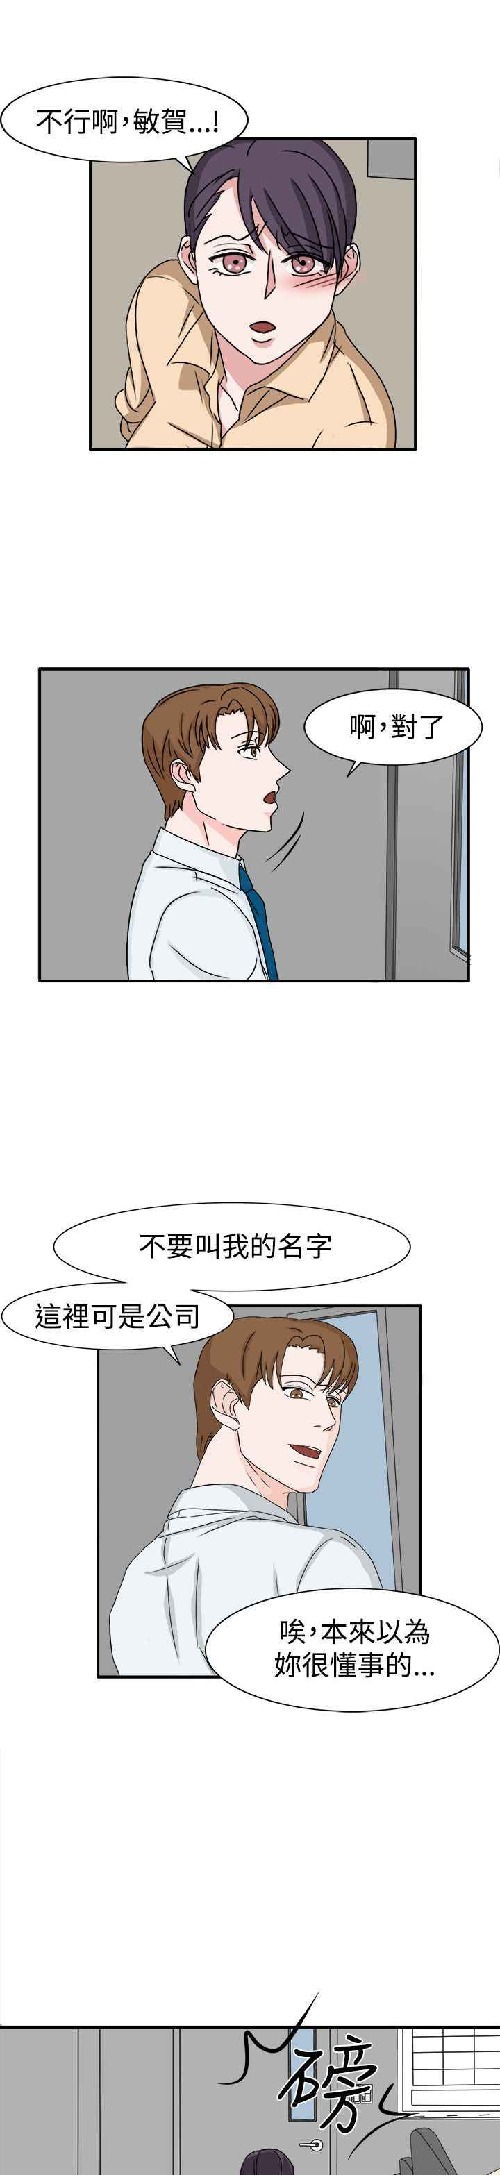 不行啊，敏賀...!
啊，對了
不要叫我的名字
這裡可是公司
唉，本來以為
妳很懂事的...
磅